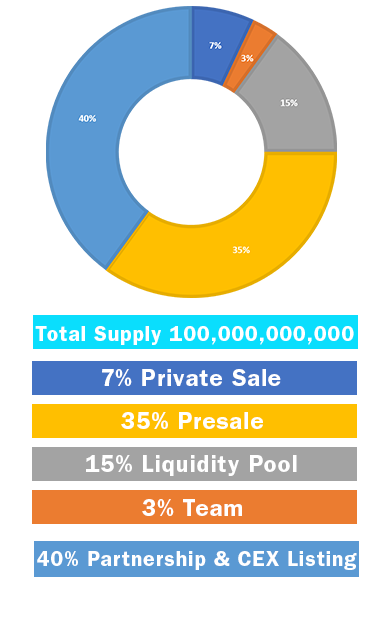 7%
3%
15%
40%
35%
Total Supply 100,000,000,000
7% Private Sale
35% Presale
15% Liquidity Pool
3% Team
40% Partnership & CEX Listing